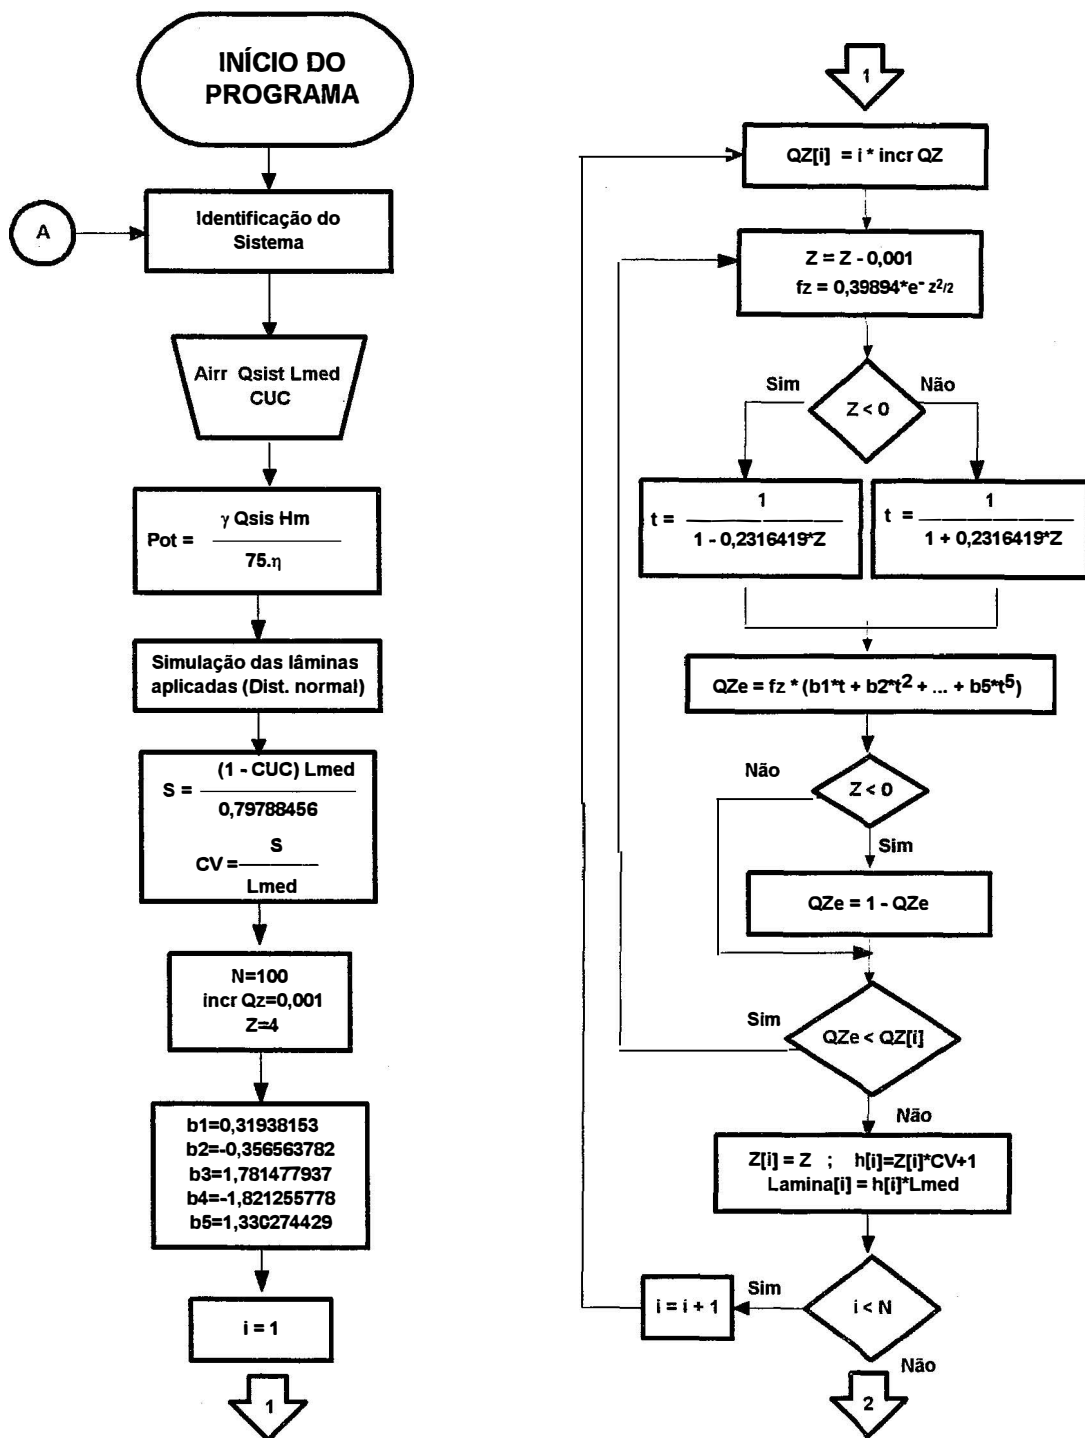 INÍCIO DO
PROGRAMA
A
Identificação do
Sistema
Airr Qsist Lmed
CUC
Pot =
γ Qsis Hm
75.η
Simulação das lâminas
aplicadas (Dist. normal)
S =
(1 - CUC) Lmed
0,79788456
CV =
S
Lmed
N=100
incr Qz=0,001
Z=4
b1=0,31938153
b2=-0,356563782
b3=1,781477937
b4=-1,821255778
b5=1,330274429
i = 1
1
1
QZ[i] = i * incr QZ
Z = Z - 0,001
fz = 0,39894*e- z2/2
Sim
Não
Z < 0
t =
1
1 - 0,2316419*Z
t =
1
1 + 0,2316419*Z
QZe = fz * (b1*t + b2*t2 + ... + b5*t5)
Não
Z < 0
Sim
QZe = 1 - QZe
Sim
QZe < QZ[i]
Não
Z[i] = Z ; h[i]=Z[i]*CV+1
Lamina[i] = h[i]*Lmed
i = i + 1
Sim
i < N
Não
2